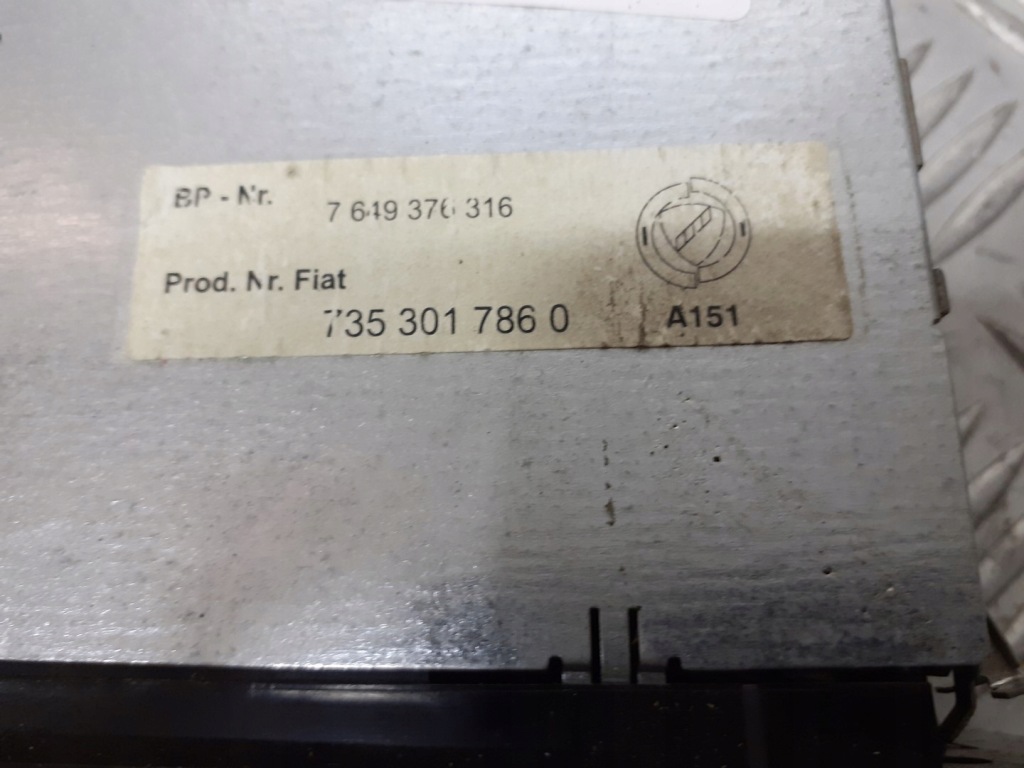 BP - Nr. 7 649 376 316
Prod. Nr. Fiat
735 301 786 0 A151